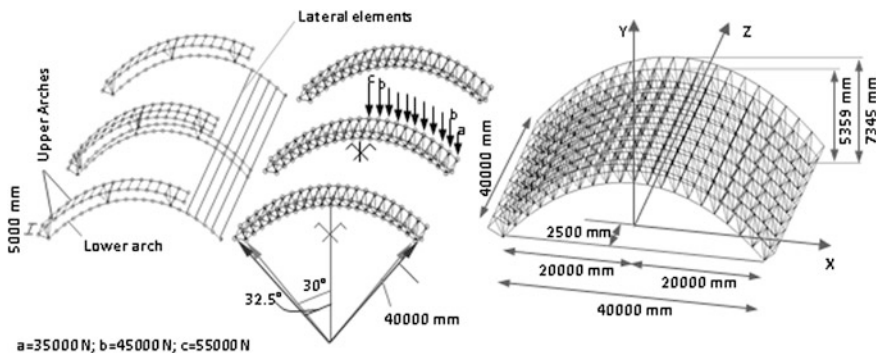 Lateral elements
Upper Arches
5000 mm
Lower arch
c
b
b
a
30°
32.5°
40000 mm
a=35000 N; b=45000 N; c=55000 N
Y
Z
X
40000 mm
5359 mm
7345 mm
2500 mm
20000 mm
20000 mm
40000 mm